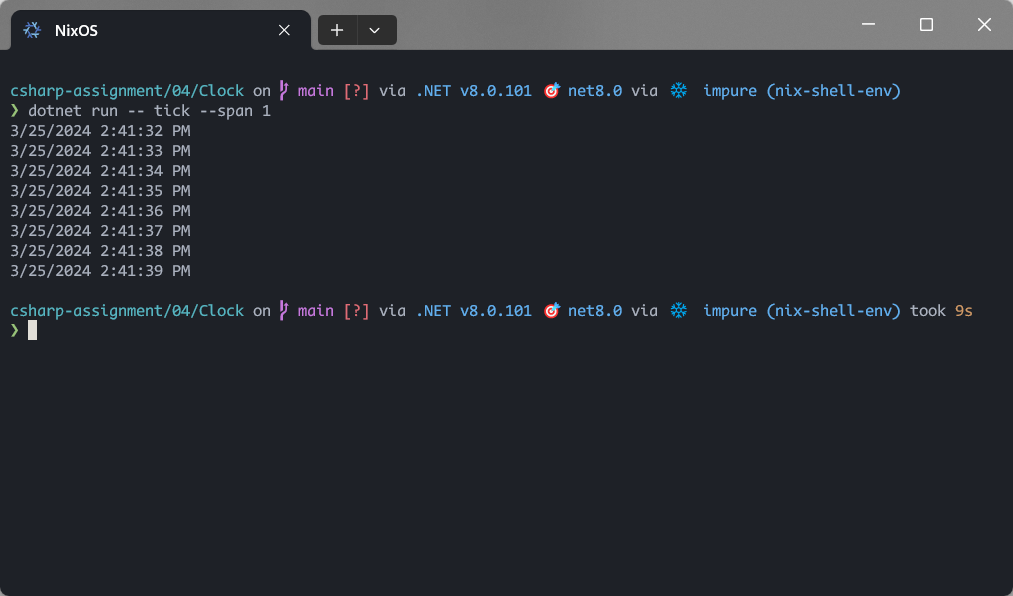 NixOS
csharp-assignment/04/Clock on main [?] via .NET v8.0.101 🎯 net8.0 via ❄ impure (nix-shell-env)
❯ dotnet run -- tick --span 1
3/25/2024 2:41:32 PM
3/25/2024 2:41:33 PM
3/25/2024 2:41:34 PM
3/25/2024 2:41:35 PM
3/25/2024 2:41:36 PM
3/25/2024 2:41:37 PM
3/25/2024 2:41:38 PM
3/25/2024 2:41:39 PM
csharp-assignment/04/Clock on main [?] via .NET v8.0.101 🎯 net8.0 via ❄ impure (nix-shell-env) took 9s
❯